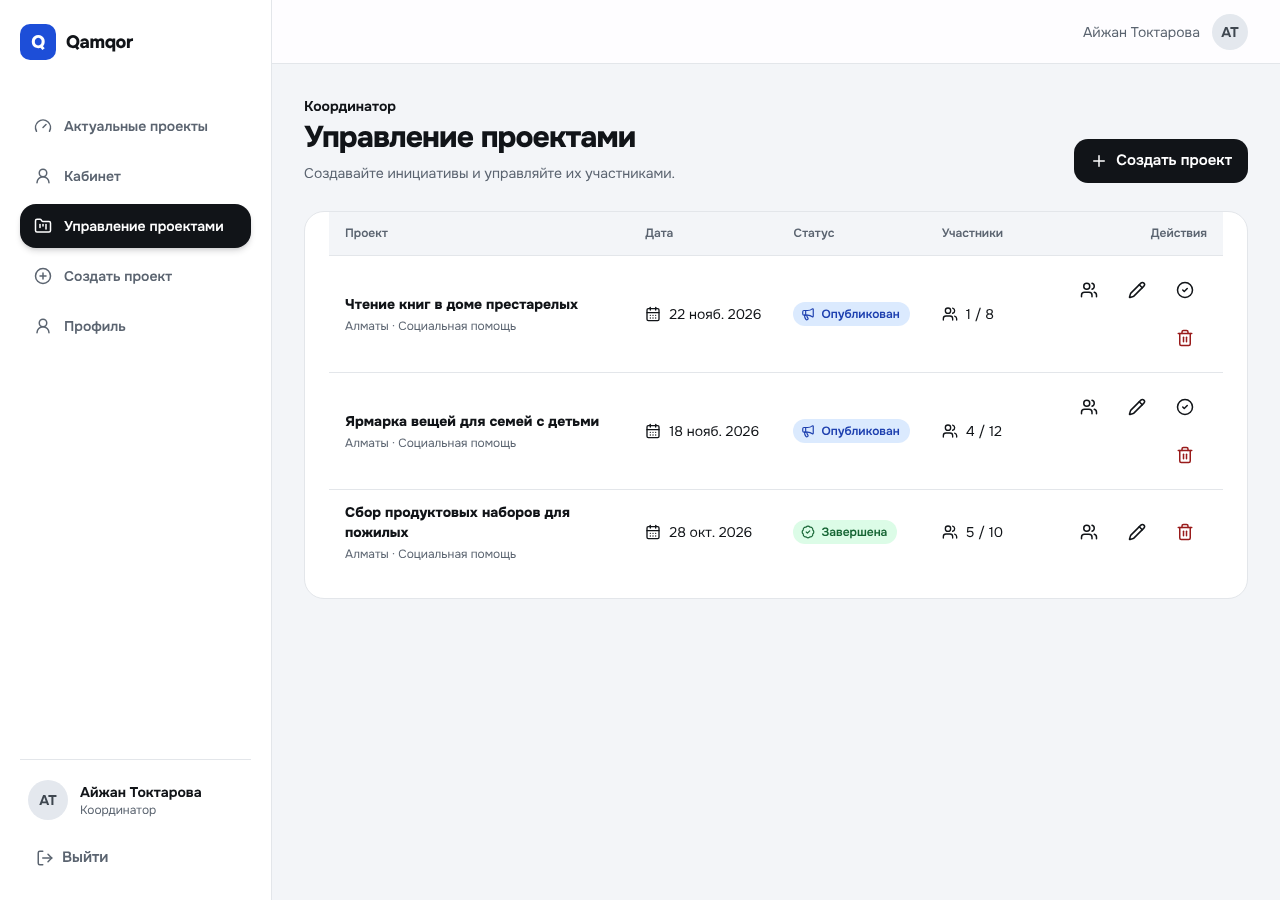 Q Qamqor
Актуальные проекты
Кабинет
Управление проектами
Создать проект
Профиль
АТ
Айжан Токтарова
Координатор
Выйти
Айжан Токтарова АТ
Координатор
Управление проектами
Создавайте инициативы и управляйте их участниками.
Создать проект
Проект Дата Статус Участники Действия
Чтение книг в доме престарелых
Алматы · Социальная помощь
22 нояб. 2026 Опубликован 1 / 8
Ярмарка вещей для семей с детьми
Алматы · Социальная помощь
18 нояб. 2026 Опубликован 4 / 12
Сбор продуктовых наборов для
пожилых
Алматы · Социальная помощь
28 окт. 2026 Завершена 5 / 10